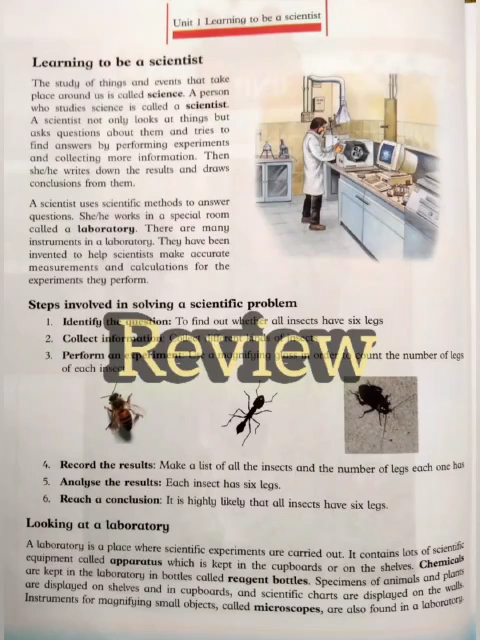 Unit 1 Learning to be a scientist
Learning to be a scientist
The study of things and events that take
place around us is called science. A person
who studies science is called a scientist.
A scientist not only looks at things but
asks questions about them and tries to
find answers by performing experiments
and collecting more information. Then
she/he writes down the results and draws
conclusions from them.
A scientist uses scientific methods to answer
questions. She/he works in a special room
called a laboratory. There are many
instruments in a laboratory. They have been
invented to help scientists make accurate
measurements and calculations for the
experiments they perform.
Steps involved in solving a scientific problem
1. Identify the question: To find out whether all insects have six legs
2. Collect information: Collect different kinds of insect
3. Perform an experiment: Use a magnifying glass in order to count the number of legs
of each insect
Review
4. Record the results: Make a list of all the insects and the number of legs each one has
5. Analyse the results: Each insect has six legs.
6. Reach a conclusion: It is highly likely that all insects have six legs.
Looking at a laboratory
A laboratory is a place where scientific experiments are carried out. It contains lots of scientific
equipment called apparatus which is kept in the cupboards or on the shelves. Chemicals
are kept in the laboratory in bottles called reagent bottles. Specimens of animals and plants
are displayed on shelves and in cupboards, and scientific charts are displayed on the walls.
Instruments for magnifying small objects, called microscopes, are also found in a laboratory.